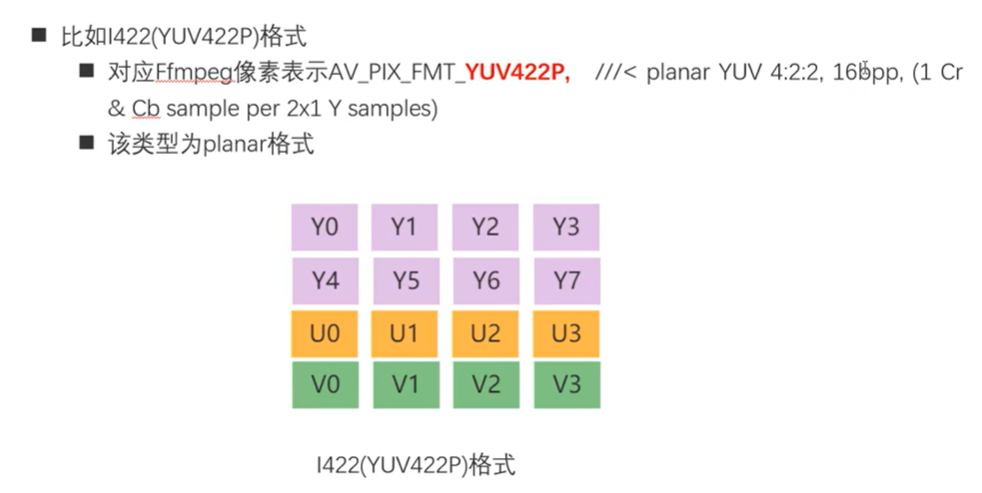 比如I422(YUV422P)格式
对应Ffmpeg像素表示AV_PIX_FMT_YUV422P, ///< planar YUV 4:2:2, 16bpp, (1 Cr
& Cb sample per 2x1 Y samples)
该类型为planar格式
Y0 Y1 Y2 Y3
Y4 Y5 Y6 Y7
U0 U1 U2 U3
V0 V1 V2 V3
I422(YUV422P)格式